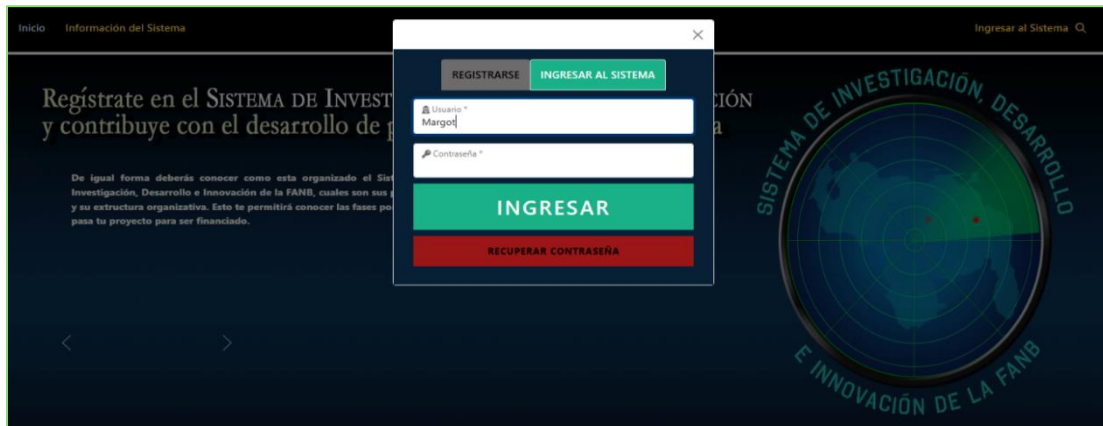 Inicio Información del Sistema
Ingresar al Sistema
×
REGISTRARSE INGRESAR AL SISTEMA
Regístrate en el SISTEMA DE INVEST IÓN
y contribuye con el desarrollo de p a
Usuario *
Margot
Contraseña *
De igual forma deberás conocer como esta organizado el Sist
Investigación, Desarrollo e Innovación de la FANB, cuales son sus p
y su estructura organizativa. Esto te permitirá conocer las fases po
pasa tu proyecto para ser financiado.
INGRESAR
RECUPERAR CONTRASEÑA
SISTEMA DE INVESTIGACIÓN, DESARROLLO
E INNOVACIÓN DE LA FANB